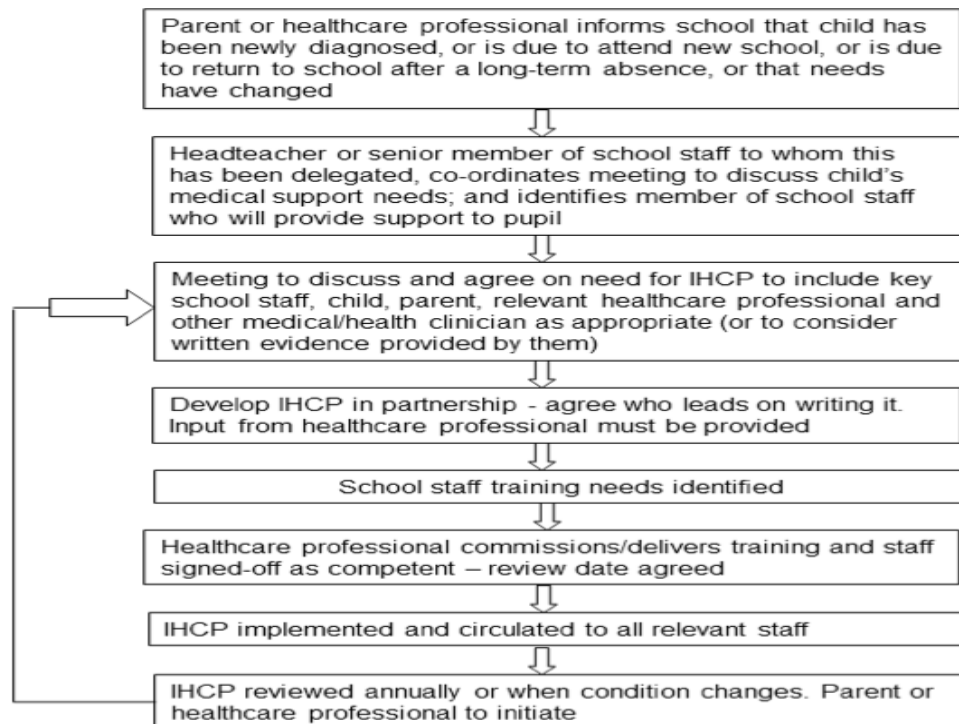 Parent or healthcare professional informs school that child has
been newly diagnosed, or is due to attend new school, or is due
to return to school after a long-term absence, or that needs
have changed
Headteacher or senior member of school staff to whom this
has been delegated, co-ordinates meeting to discuss child's
medical support needs; and identifies member of school staff
who will provide support to pupil
Meeting to discuss and agree on need for IHCP to include key
school staff, child, parent, relevant healthcare professional and
other medical/health clinician as appropriate (or to consider
written evidence provided by them)
Develop IHCP in partnership - agree who leads on writing it.
Input from healthcare professional must be provided
School staff training needs identified
Healthcare professional commissions/delivers training and staff
signed-off as competent – review date agreed
IHCP implemented and circulated to all relevant staff
IHCP reviewed annually or when condition changes. Parent or
healthcare professional to initiate